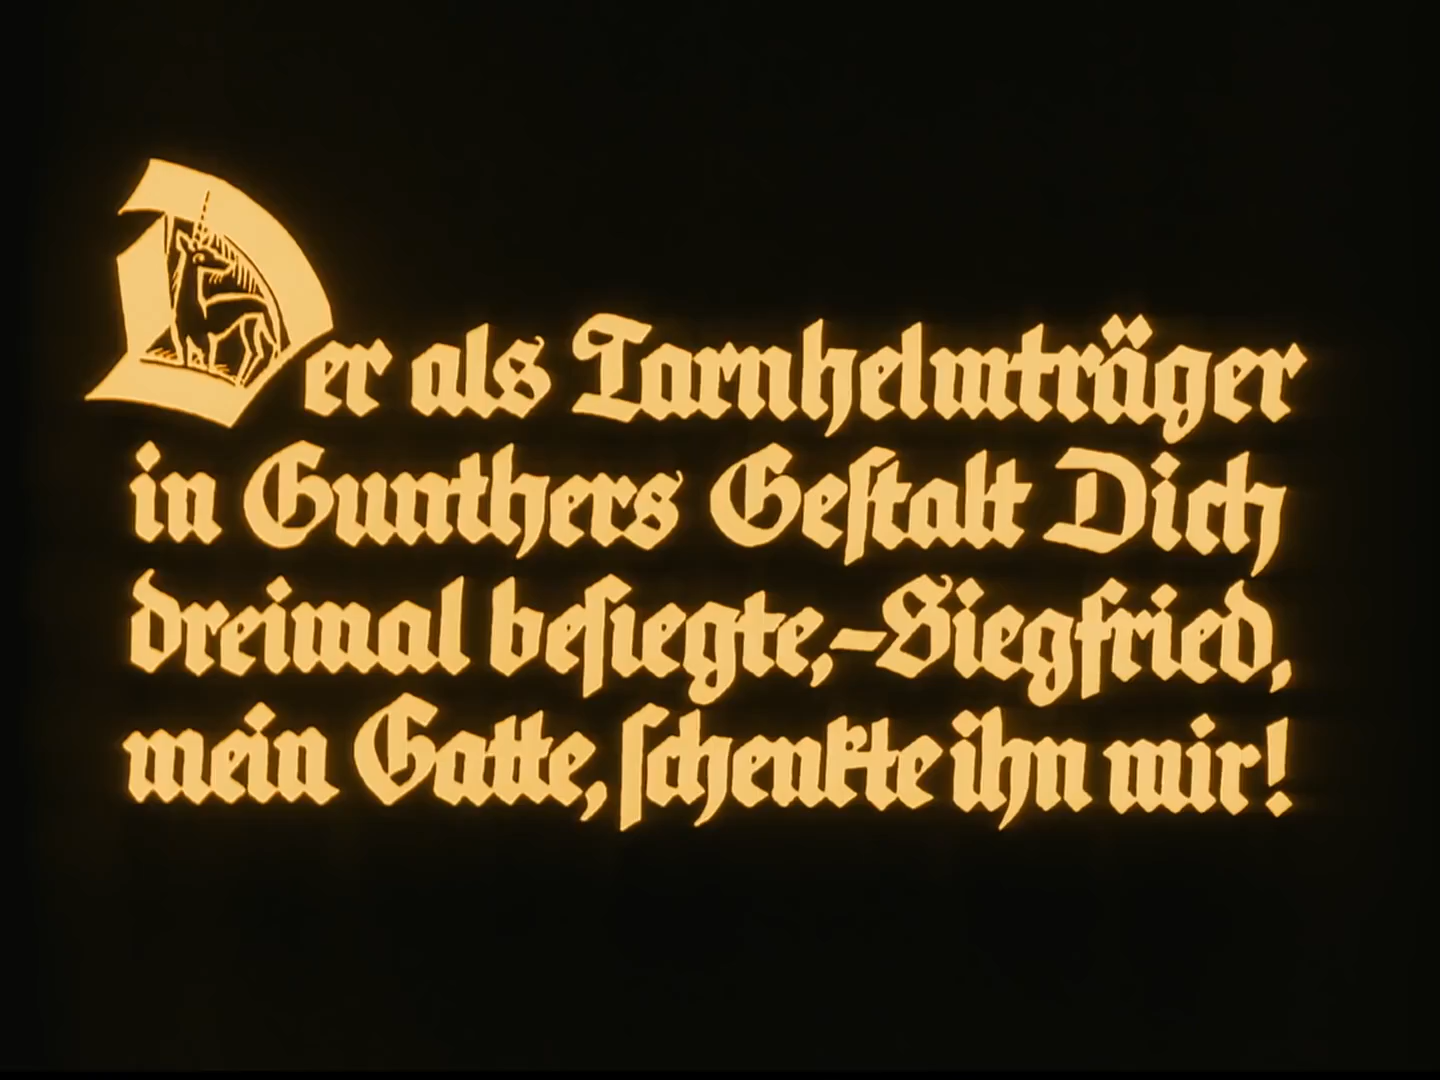 Der als Tarnhelmträger
in Gunthers Geſtalt Dich
dreimal beſiegte,–Siegfried,
mein Gatte, ſchenkte ihn mir!